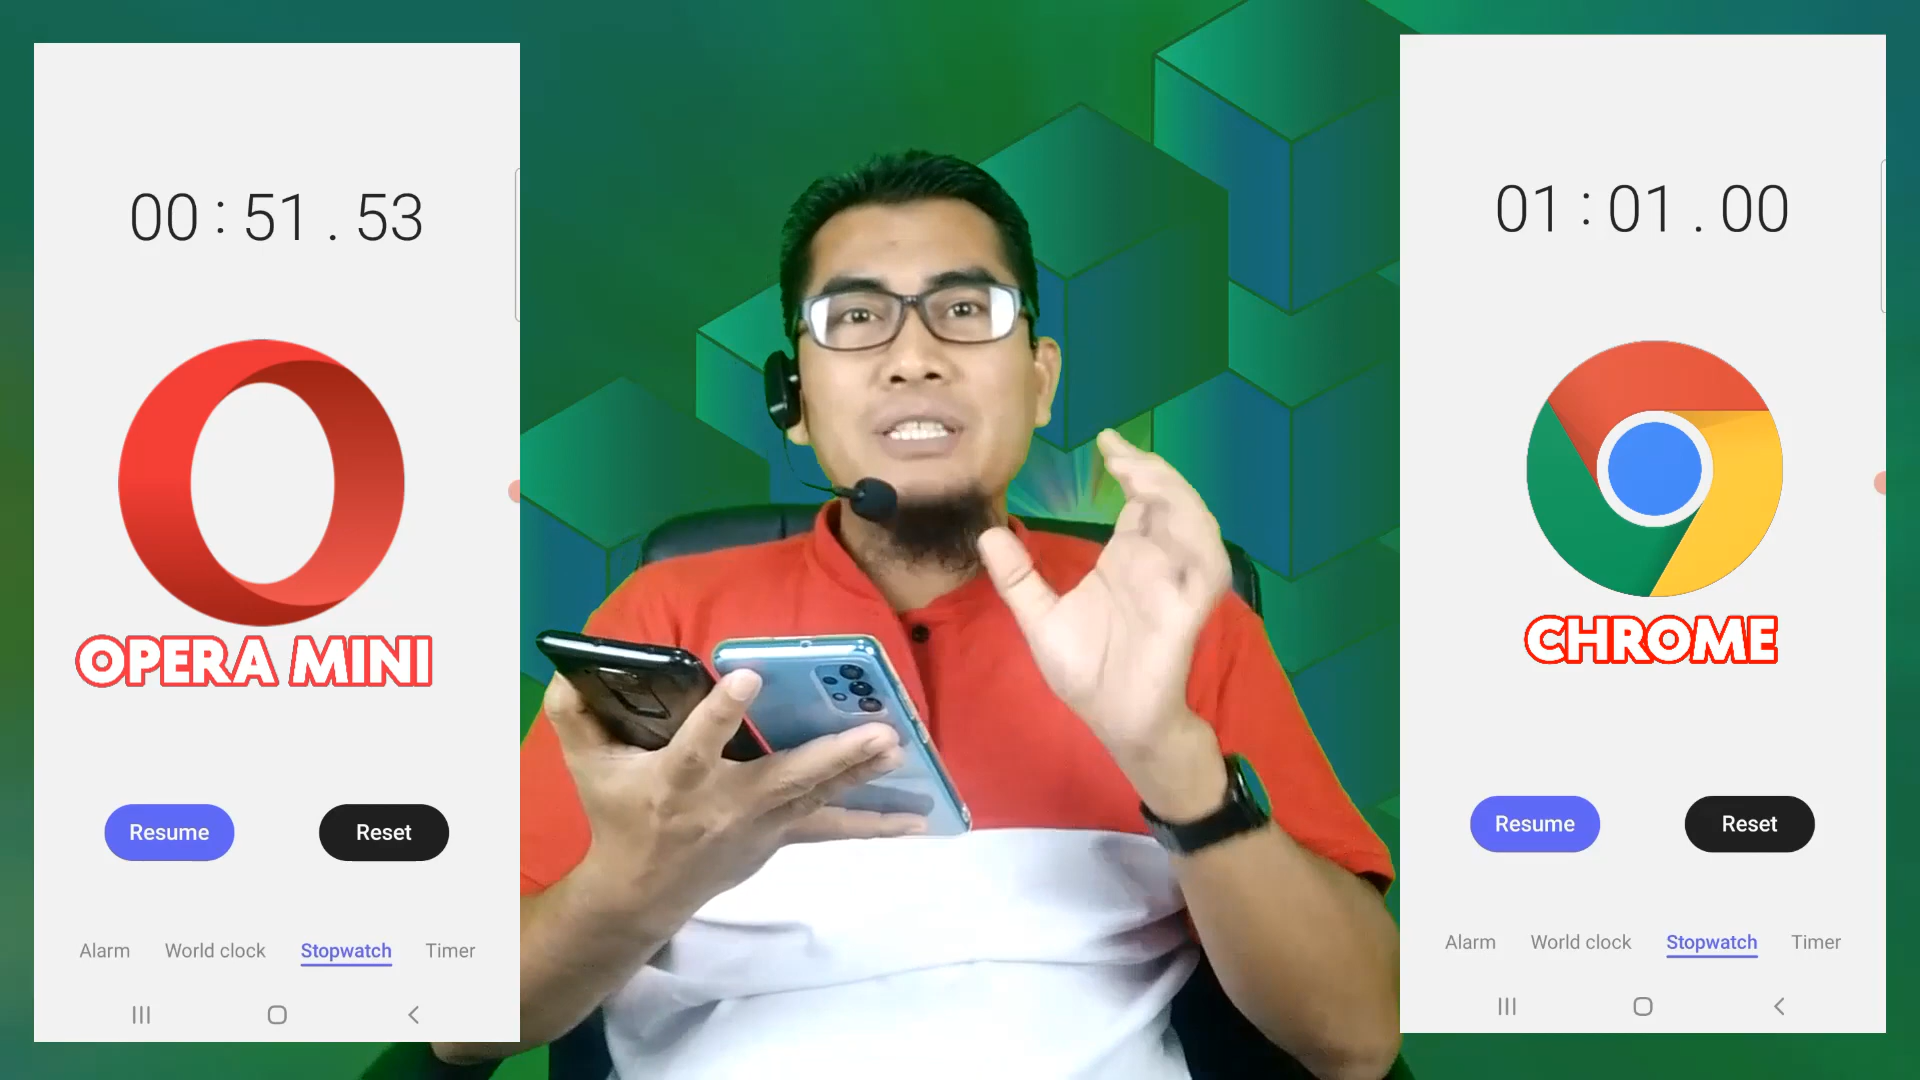 00 : 51 . 53
OPERA MINI
Resume Reset
Alarm World clock Stopwatch Timer
01 : 01 . 00
CHROME
Resume Reset
Alarm World clock Stopwatch Timer